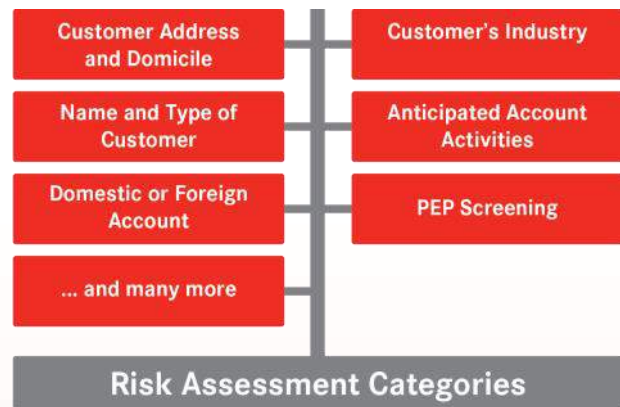 Customer Address
and Domicile
Customer's Industry
Name and Type of
Customer
Anticipated Account
Activities
Domestic or Foreign
Account
PEP Screening
... and many more
Risk Assessment Categories